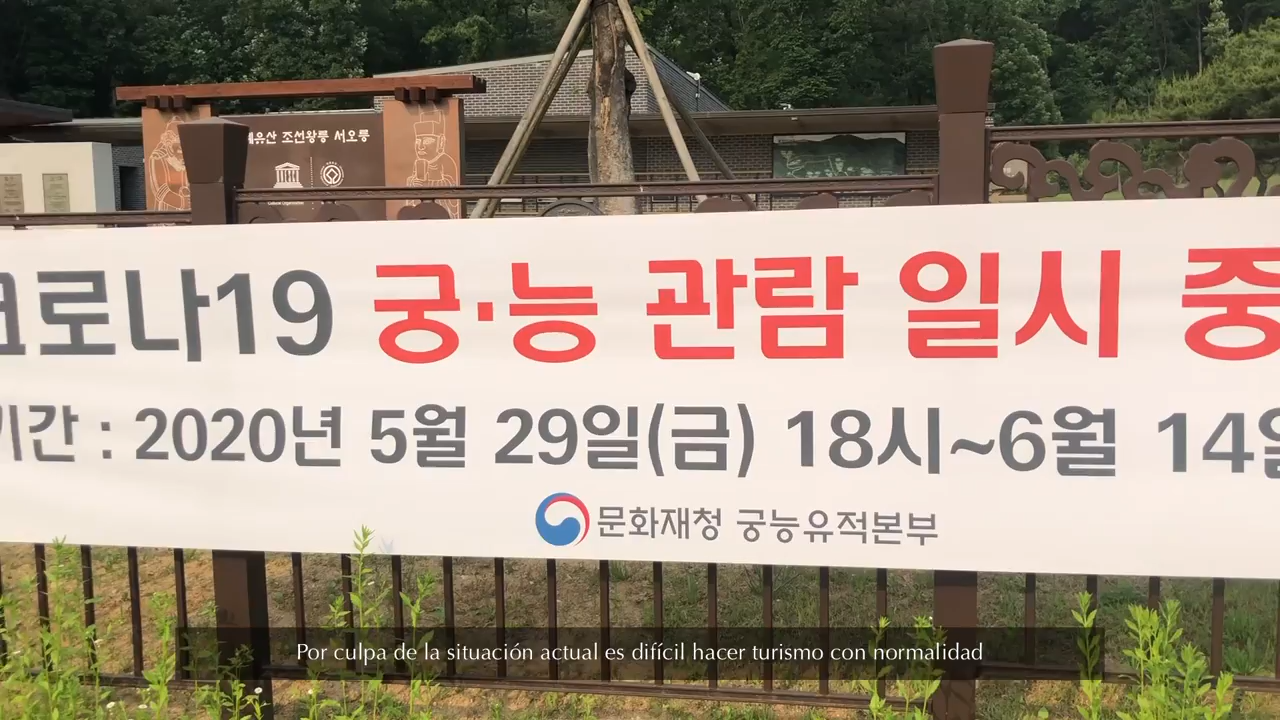 조선왕릉 서오릉
코로나19 궁·능 관람 일시 중
기간 : 2020년 5월 29일(금) 18시~6월 14일
문화재청 궁능유적본부
Por culpa de la situación actual es difícil hacer turismo con normalidad